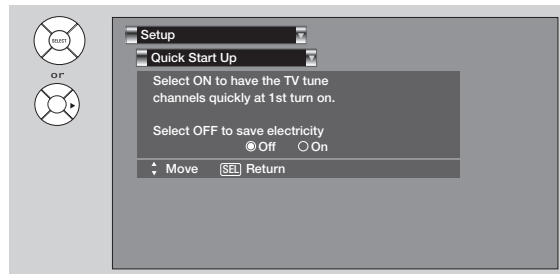 SELECT
or
Setup
Quick Start Up
Select ON to have the TV tune
channels quickly at 1st turn on.
Select OFF to save electricity
Off On
Move SEL Return